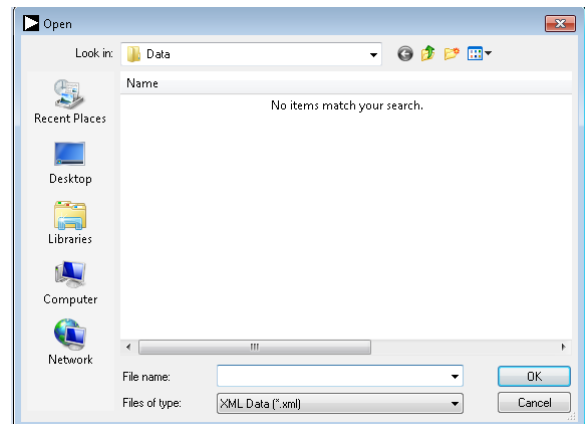 Open
Look in: Data
Name
No items match your search.
Recent Places
Desktop
Libraries
Computer
Network
File name: OK
Files of type: XML Data (*.xml) Cancel